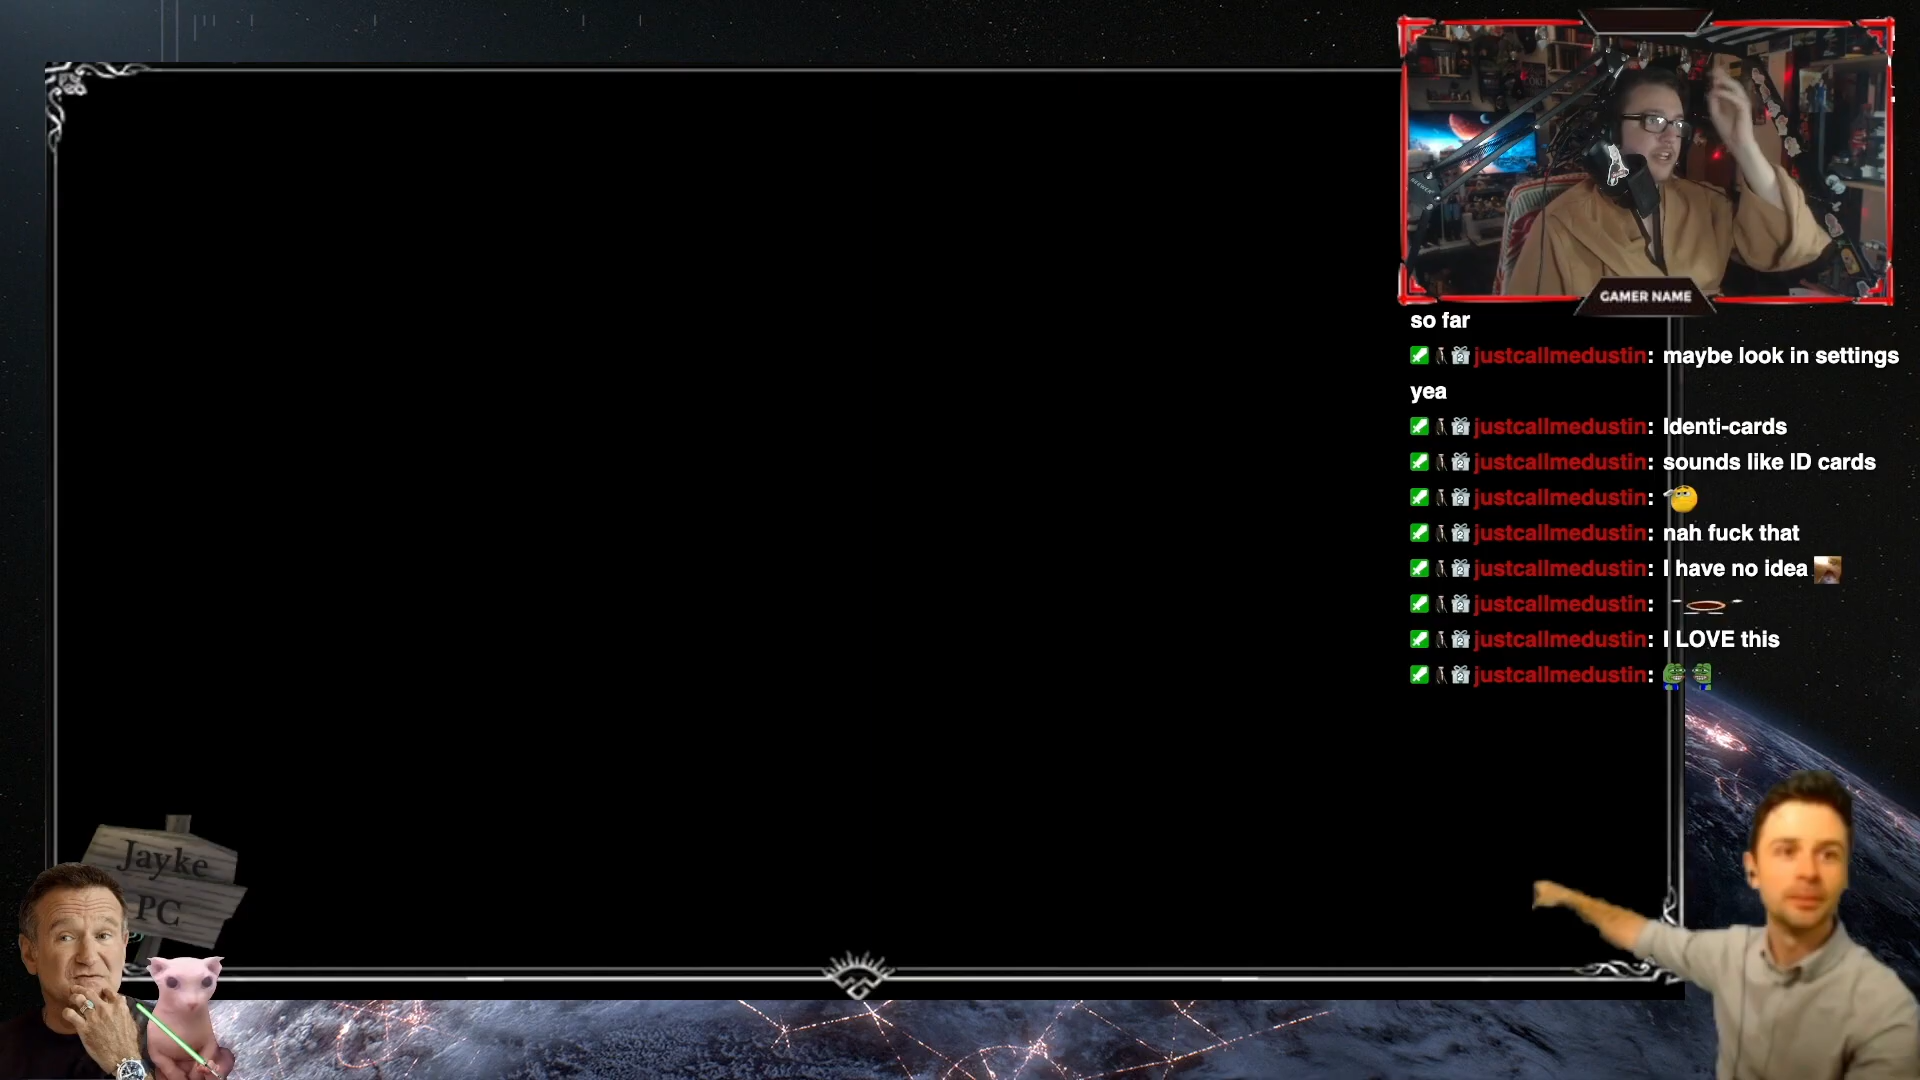 GAMER NAME
so far
justcallmedustin: maybe look in settings
yea
justcallmedustin: Identi-cards
justcallmedustin: sounds like ID cards
justcallmedustin:
justcallmedustin: nah fuck that
justcallmedustin: I have no idea
justcallmedustin:
justcallmedustin: I LOVE this
justcallmedustin:
Jayke
PC